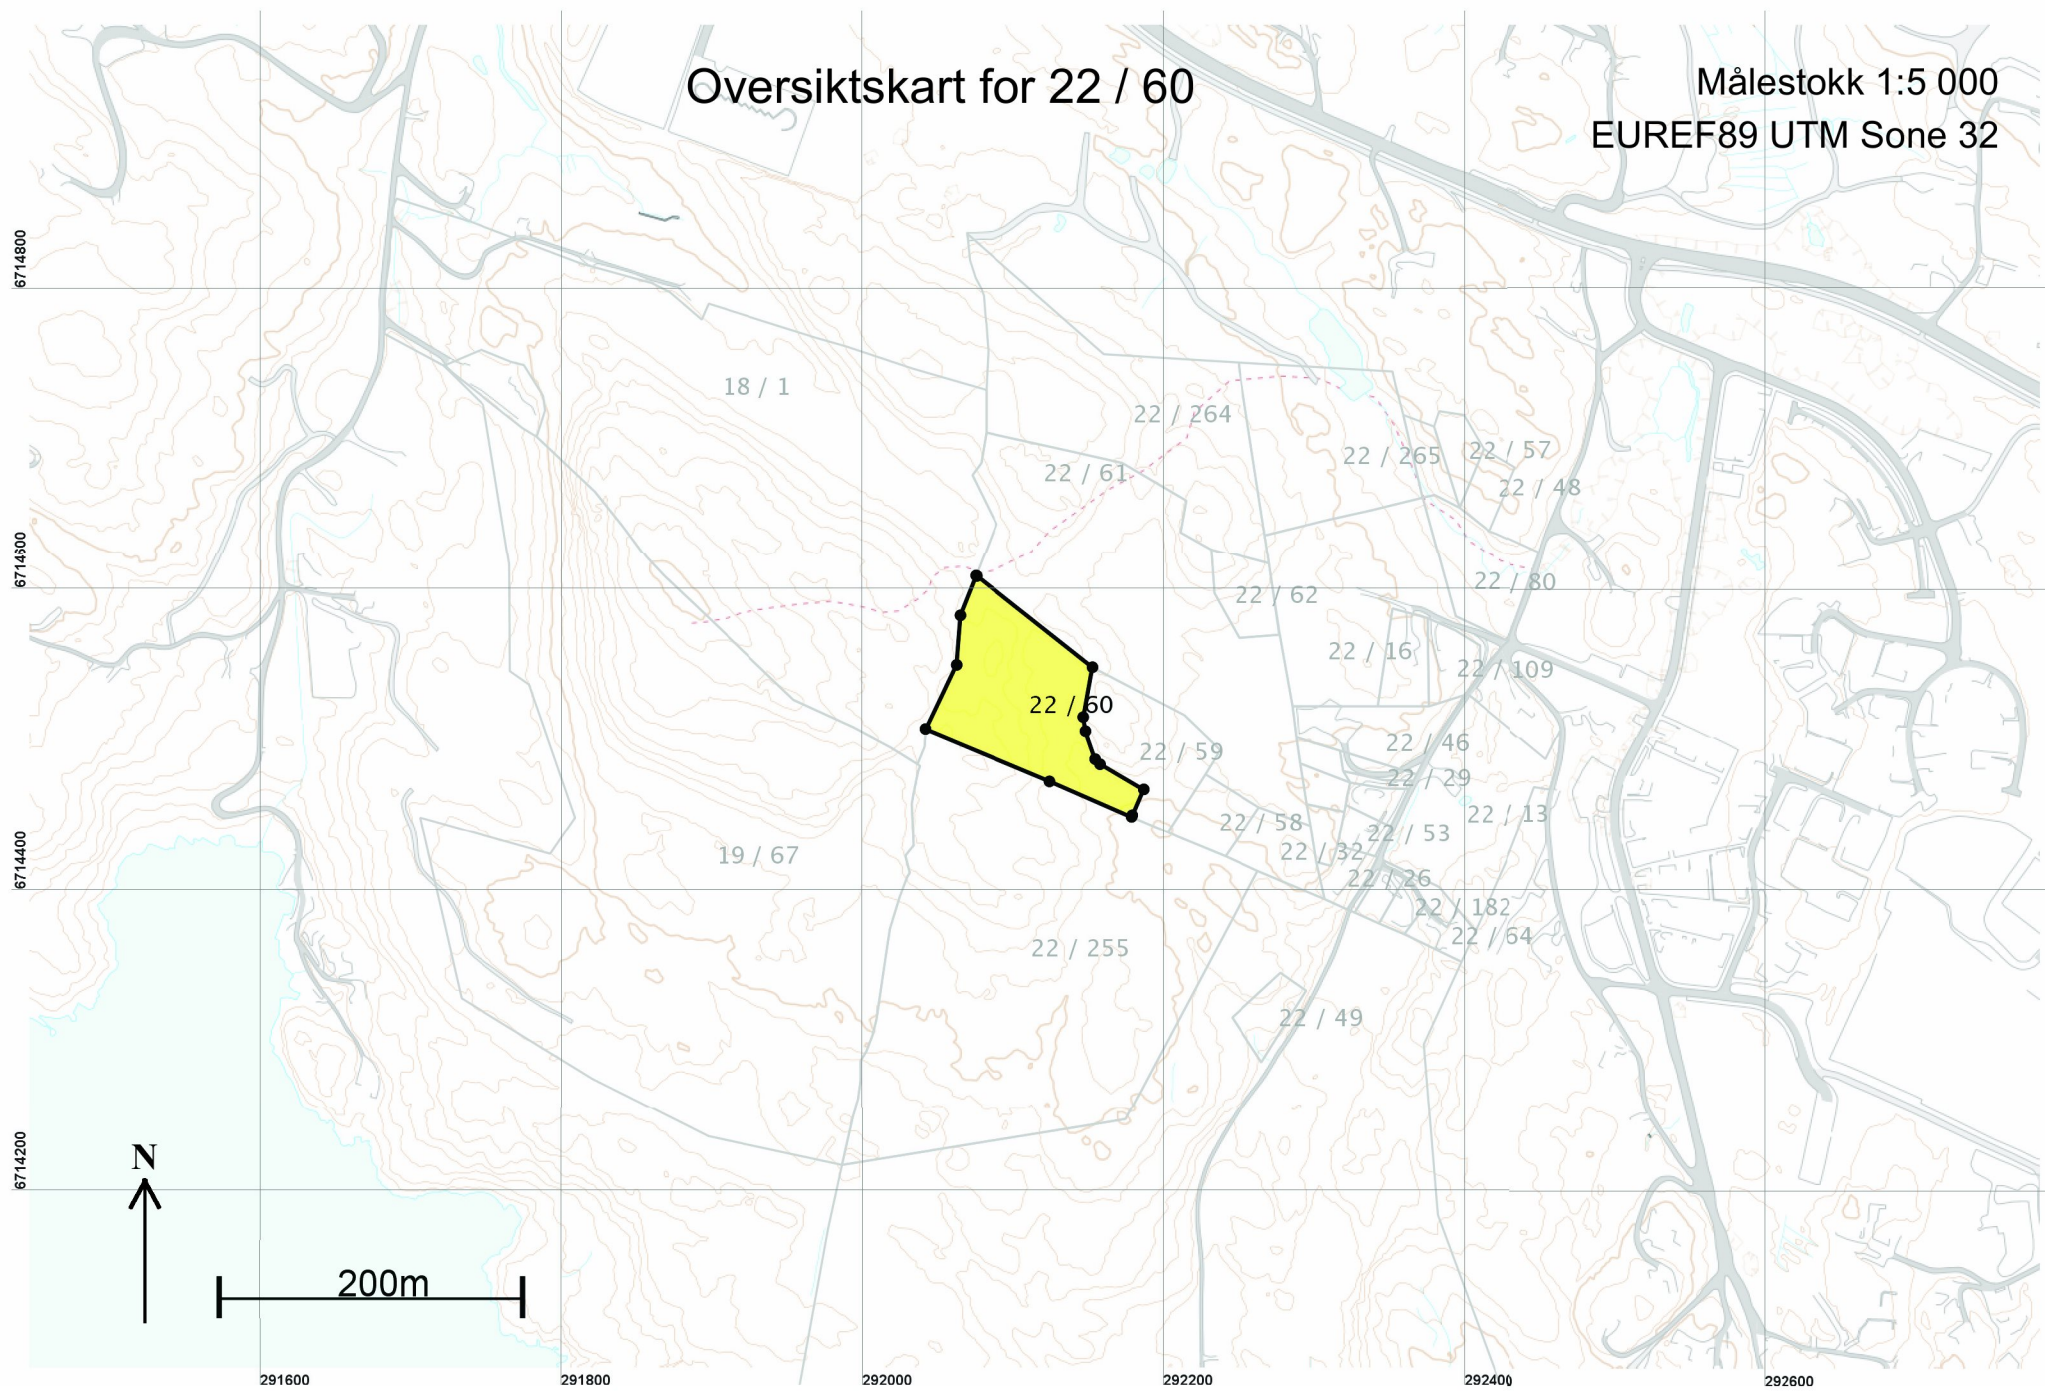 Oversiktskart for 22 / 60
Målestokk 1:5 000
EUREF89 UTM Sone 32
6714800
18 / 1
22 / 264
22 / 265
22 / 57
22 / 61
22 / 48
6714600
22 / 80
22 / 62
22 / 16
22 / 109
22 / 60
22 / 59
22 / 46
22 / 29
22 / 13
22 / 58
22 / 53
22 / 32
19 / 67
6714400
22 / 26
22 / 182
22 / 64
22 / 255
22 / 49
6714200
N
200m
291600
291800
292000
292200
292400
292600